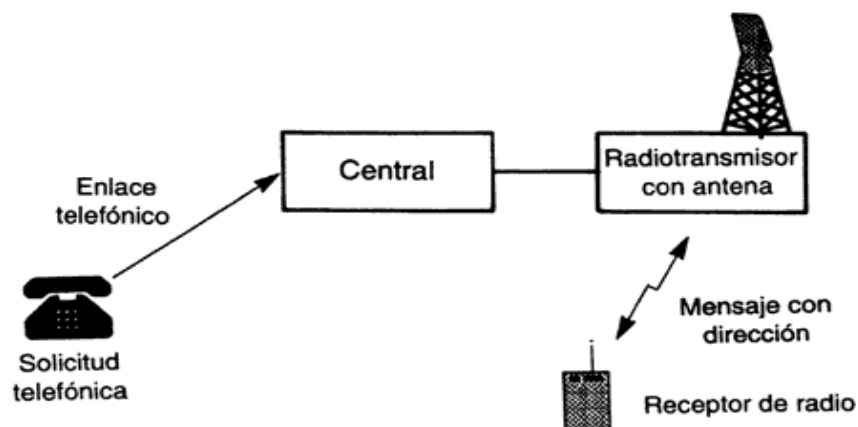 Radiotransmisor
con antena
Central
Enlace
telefónico
Mensaje con
dirección
Solicitud
telefónica
Receptor de radio